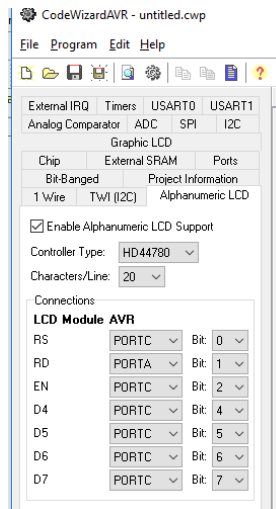 CodeWizardAVR - untitled.cwp
File Program Edit Help
External IRQ Timers USART0 USART1
Analog Comparator ADC SPI I2C
Graphic LCD
Chip External SRAM Ports
Bit-Banged Project Information
1 Wire TWI (I2C) Alphanumeric LCD
Enable Alphanumeric LCD Support
Controller Type: HD44780
Characters/Line: 20
Connections
LCD Module AVR
RS PORTC Bit: 0
RD PORTA Bit: 1
EN PORTC Bit: 2
D4 PORTC Bit: 4
D5 PORTC Bit: 5
D6 PORTC Bit: 6
D7 PORTC Bit: 7